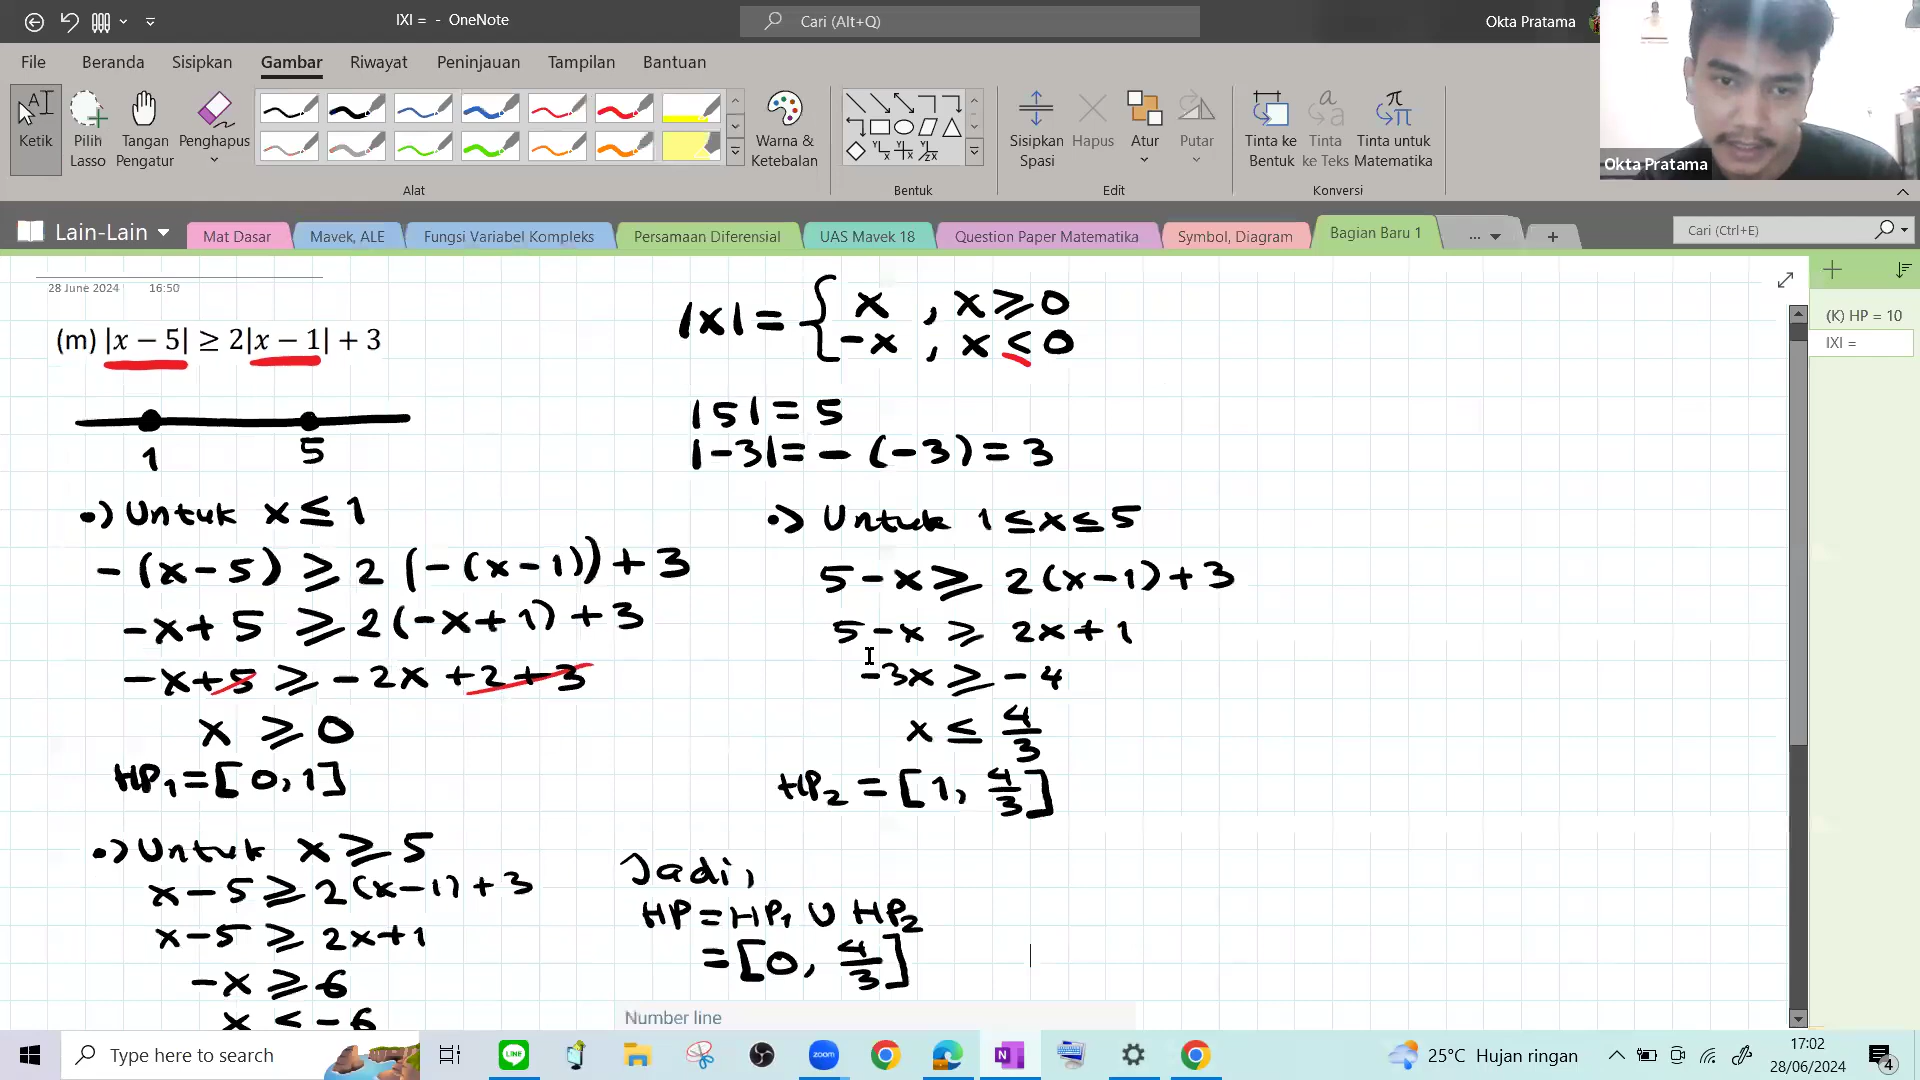 IXI = - OneNote
Cari (Alt+Q)
Okta Pratama
File Beranda Sisipkan Gambar Riwayat Peninjauan Tampilan Bantuan
Ketik
Pilih Lasso
Tangan Pengatur
Penghapus
Warna & Ketebalan
Sisipkan Spasi
Hapus
Atur
Putar
Tinta ke Bentuk
Tinta ke Teks
Tinta untuk Matematika
Alat
Bentuk
Edit
Konversi
Okta Pratama
Lain-Lain
Mat Dasar
Mavek, ALE
Fungsi Variabel Kompleks
Persamaan Diferensial
UAS Mavek 18
Question Paper Matematika
Symbol, Diagram
Bagian Baru 1
...
Cari (Ctrl+E)
(K) HP = 10
IXI =
28 June 2024 16:50
(m) |x − 5| ≥ 2|x − 1| + 3
1 5
•) Untuk x ≤ 1
-(x-5) ≥ 2(-(x-1)) + 3
-x+5 ≥ 2(-x+1) + 3
-x+5 ≥ -2x +2+3
x ≥ 0
HP₁ = [0,1]
•) Untuk x ≥ 5
x-5 ≥ 2(x-1) + 3
x-5 ≥ 2x+1
-x ≥ 6
x ≤ -6
|x| = { x , x ≥ 0
-x , x < 0
|5| = 5
|-3| = -(-3) = 3
•) Untuk 1 ≤ x ≤ 5
5-x ≥ 2(x-1)+3
5-x ≥ 2x+1
-3x ≥ -4
x ≤ 4/3
HP₂ = [1, 4/3]
Jadi,
HP = HP₁ ∪ HP₂
= [0, 4/3]
Number line
Type here to search
zoom
25°C Hujan ringan
17:02
28/06/2024
4